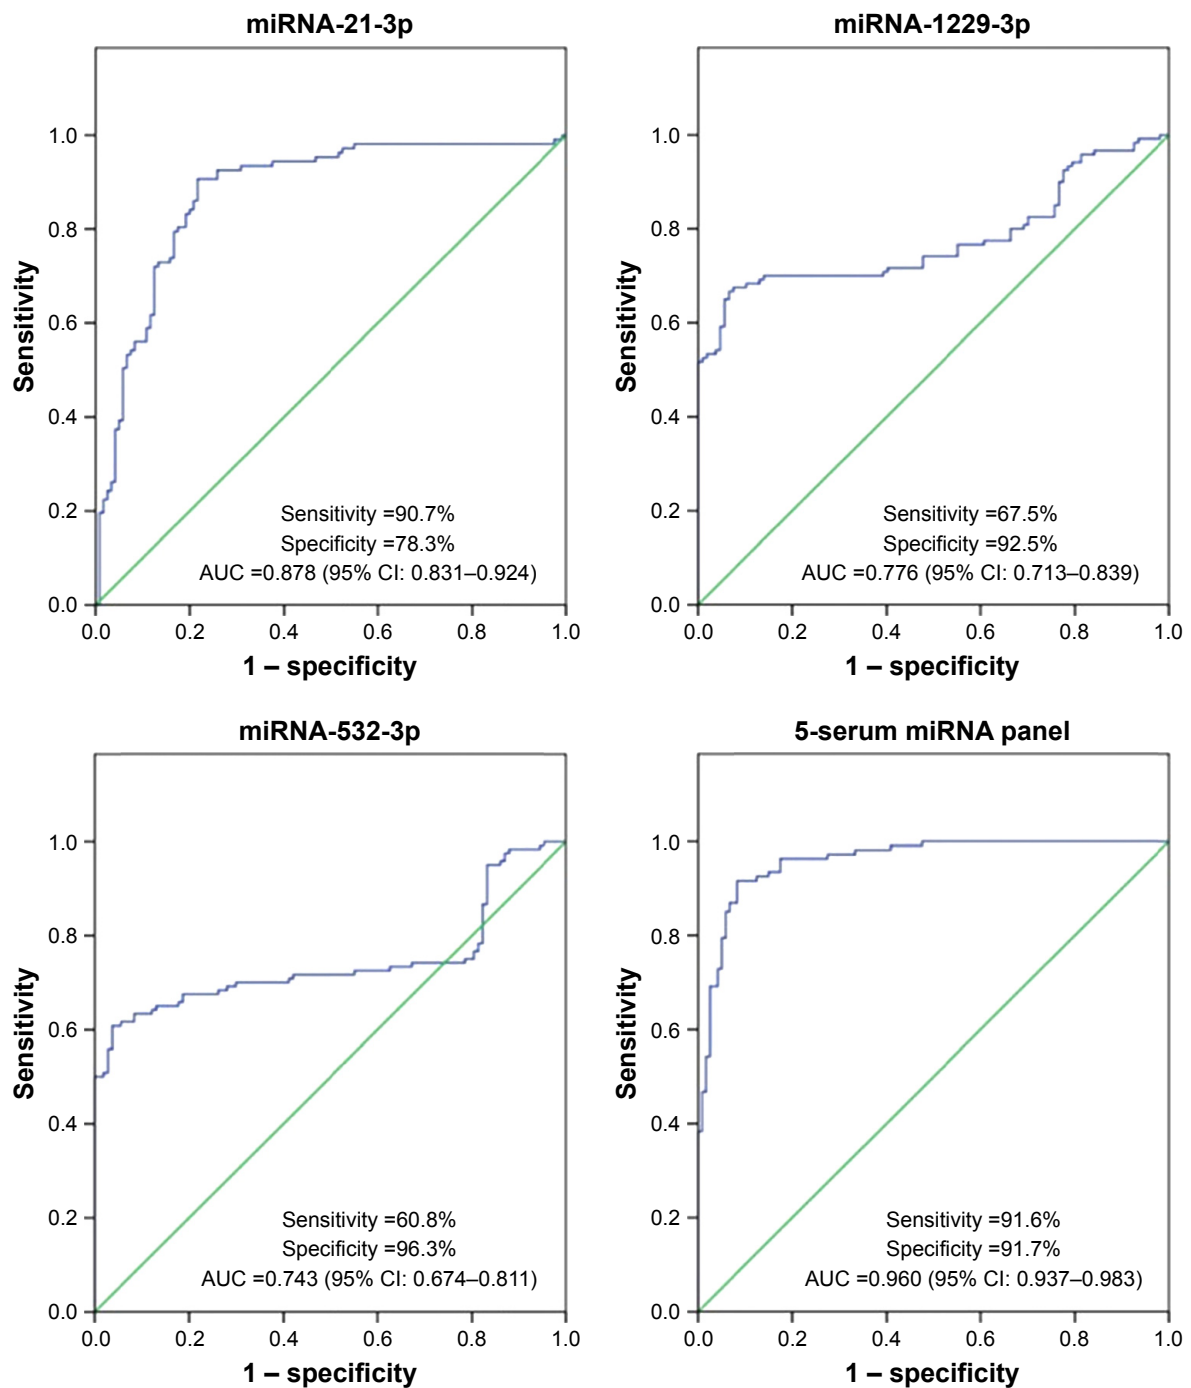 miRNA-21-3p
Sensitivity
1.0
0.8
0.6
0.4
0.2
0.0
Sensitivity =90.7%
Specificity =78.3%
AUC =0.878 (95% CI: 0.831–0.924)
0.0 0.2 0.4 0.6 0.8 1.0
1 – specificity
miRNA-1229-3p
Sensitivity
1.0
0.8
0.6
0.4
0.2
0.0
Sensitivity =67.5%
Specificity =92.5%
AUC =0.776 (95% CI: 0.713–0.839)
0.0 0.2 0.4 0.6 0.8 1.0
1 – specificity
miRNA-532-3p
Sensitivity
1.0
0.8
0.6
0.4
0.2
0.0
Sensitivity =60.8%
Specificity =96.3%
AUC =0.743 (95% CI: 0.674–0.811)
0.0 0.2 0.4 0.6 0.8 1.0
1 – specificity
5-serum miRNA panel
Sensitivity
1.0
0.8
0.6
0.4
0.2
0.0
Sensitivity =91.6%
Specificity =91.7%
AUC =0.960 (95% CI: 0.937–0.983)
0.0 0.2 0.4 0.6 0.8 1.0
1 – specificity